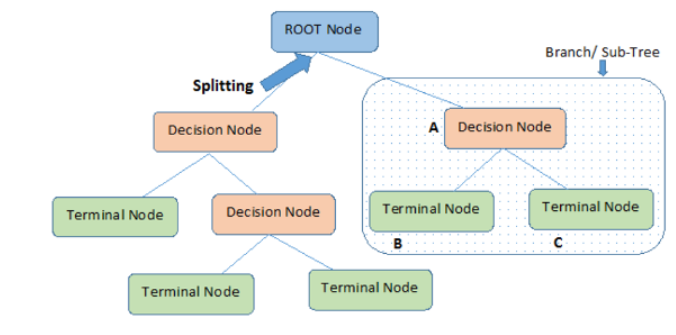 ROOT Node
Branch/ Sub-Tree
Splitting
Decision Node
A Decision Node
Terminal Node
Decision Node
Terminal Node
Terminal Node
B
C
Terminal Node
Terminal Node